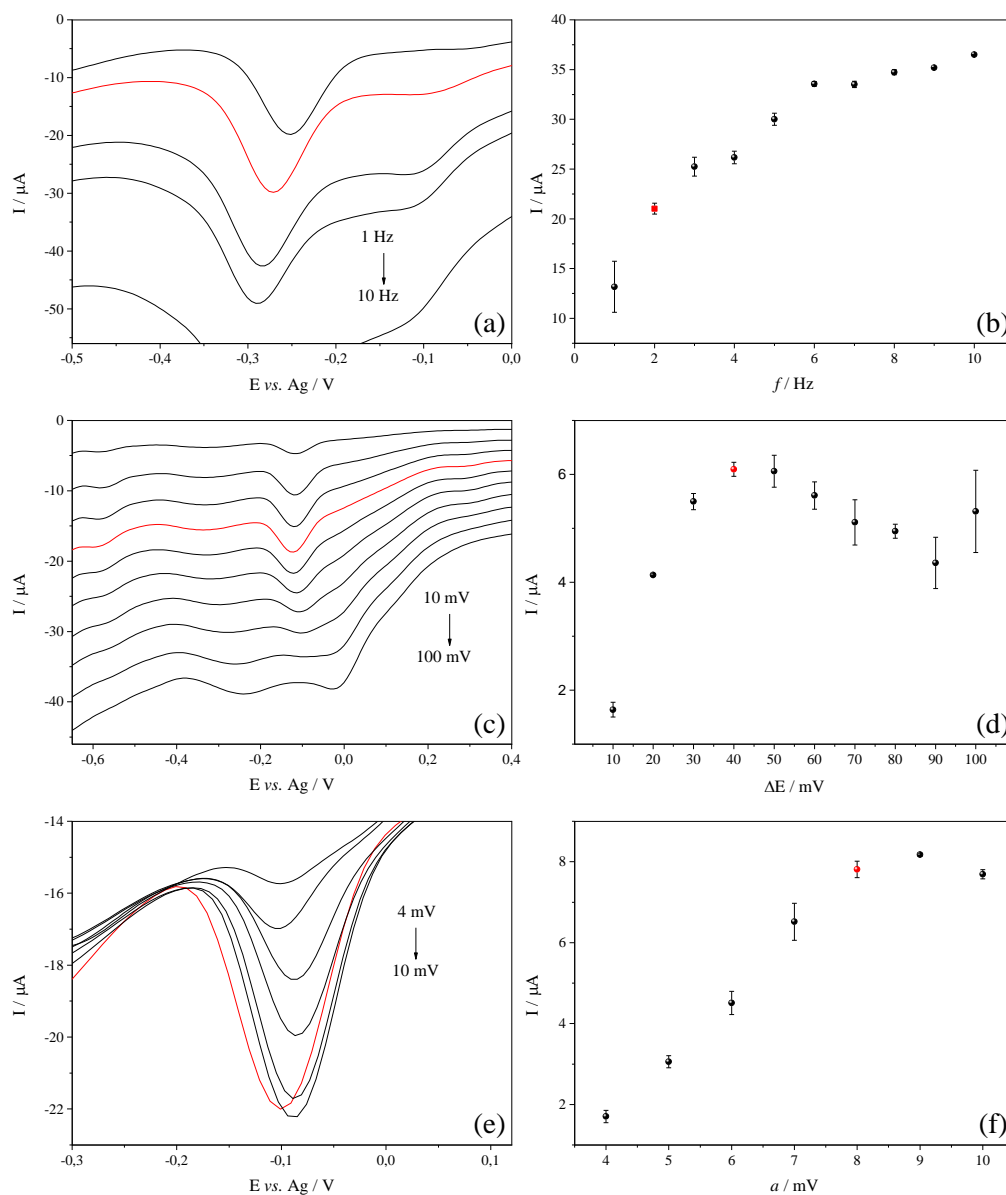 0
-10
-20
-30
-40
-50
I / µA
-0,5 -0,4 -0,3 -0,2 -0,1 0,0
E vs. Ag / V
1 Hz
10 Hz
(a)
40
35
30
25
20
15
10
I / µA
0 2 4 6 8 10
f / Hz
(b)
0
-10
-20
-30
-40
I / µA
-0,6 -0,4 -0,2 0,0 0,2 0,4
E vs. Ag / V
10 mV
100 mV
(c)
6
4
2
I / µA
10 20 30 40 50 60 70 80 90 100
ΔE / mV
(d)
-14
-16
-18
-20
-22
I / µA
-0,3 -0,2 -0,1 0,0 0,1
E vs. Ag / V
4 mV
10 mV
(e)
8
6
4
2
I / µA
4 5 6 7 8 9 10
a / mV
(f)